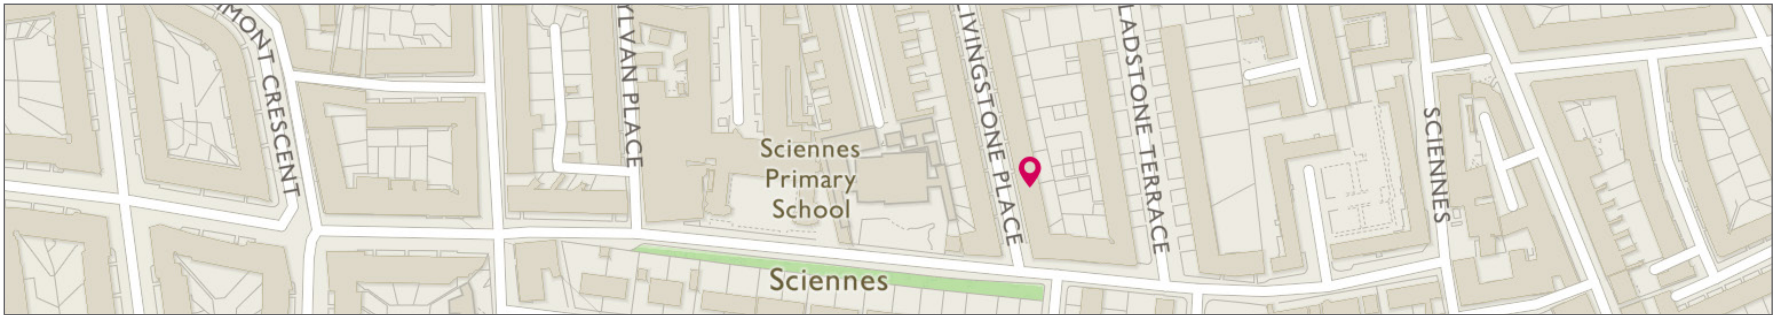 MONT CRESCENT
YLVAN PLACE
Sciennes
Primary
School
IVINGSTONE PLACE
LADSTONE TERRACE
SCIENNES
Sciennes